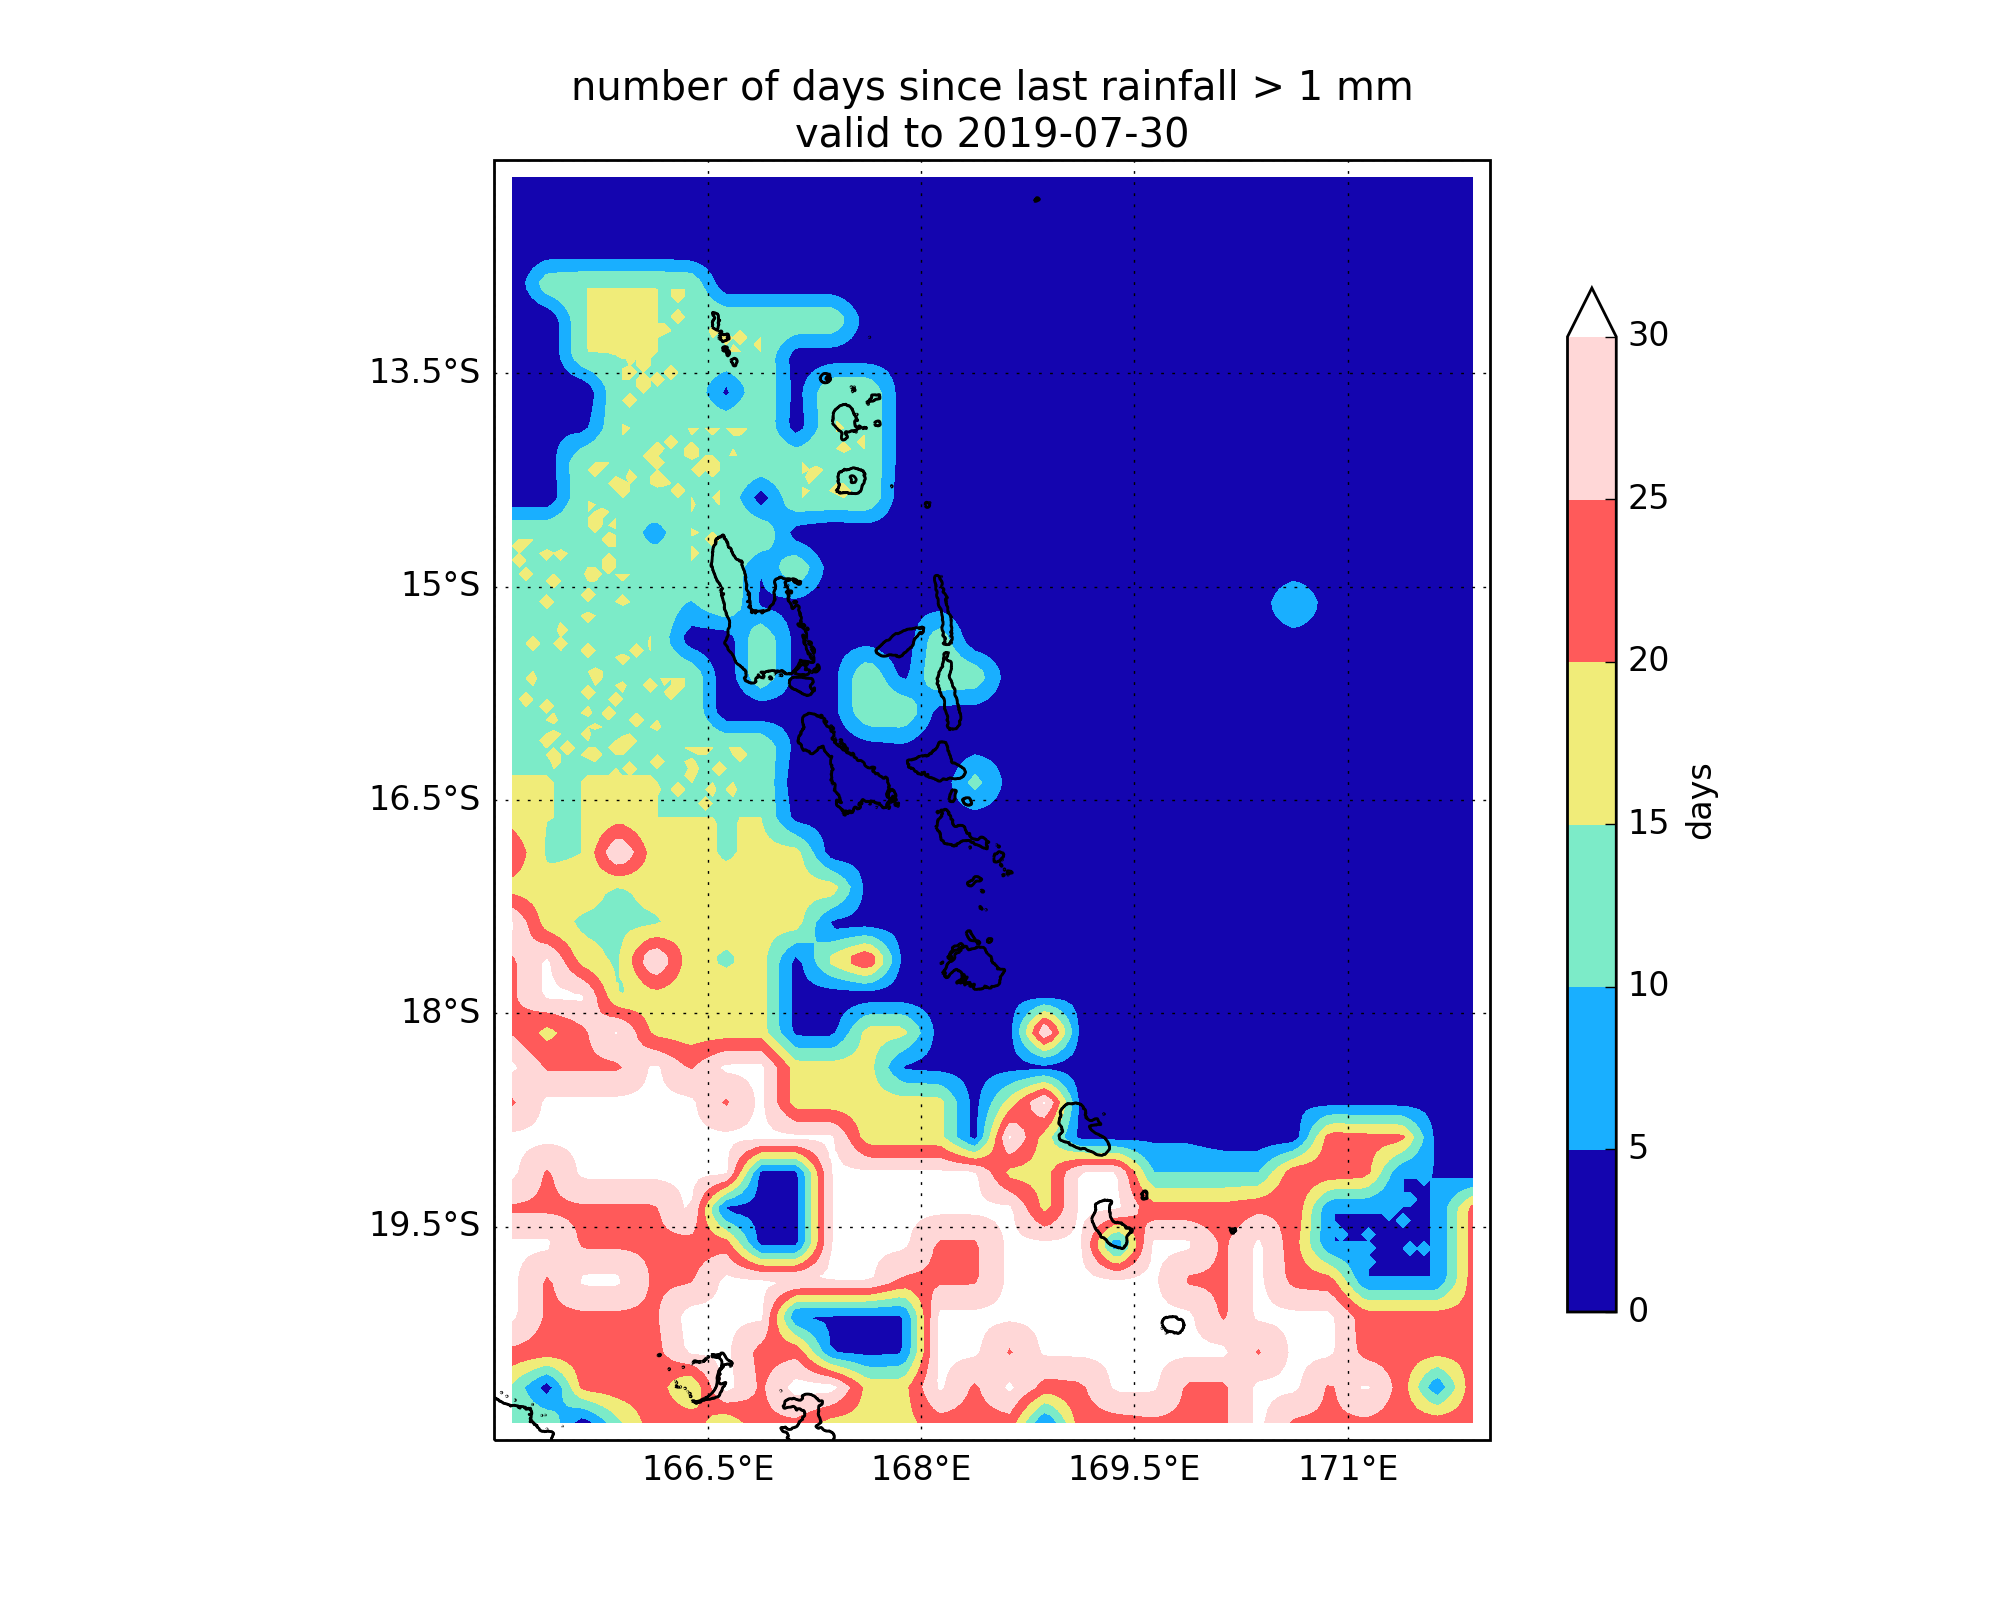 number of days since last rainfall > 1 mm
valid to 2019-07-30
13.5°S
15°S
16.5°S
18°S
19.5°S
166.5°E
168°E
169.5°E
171°E
30
25
20
15
10
5
0
days